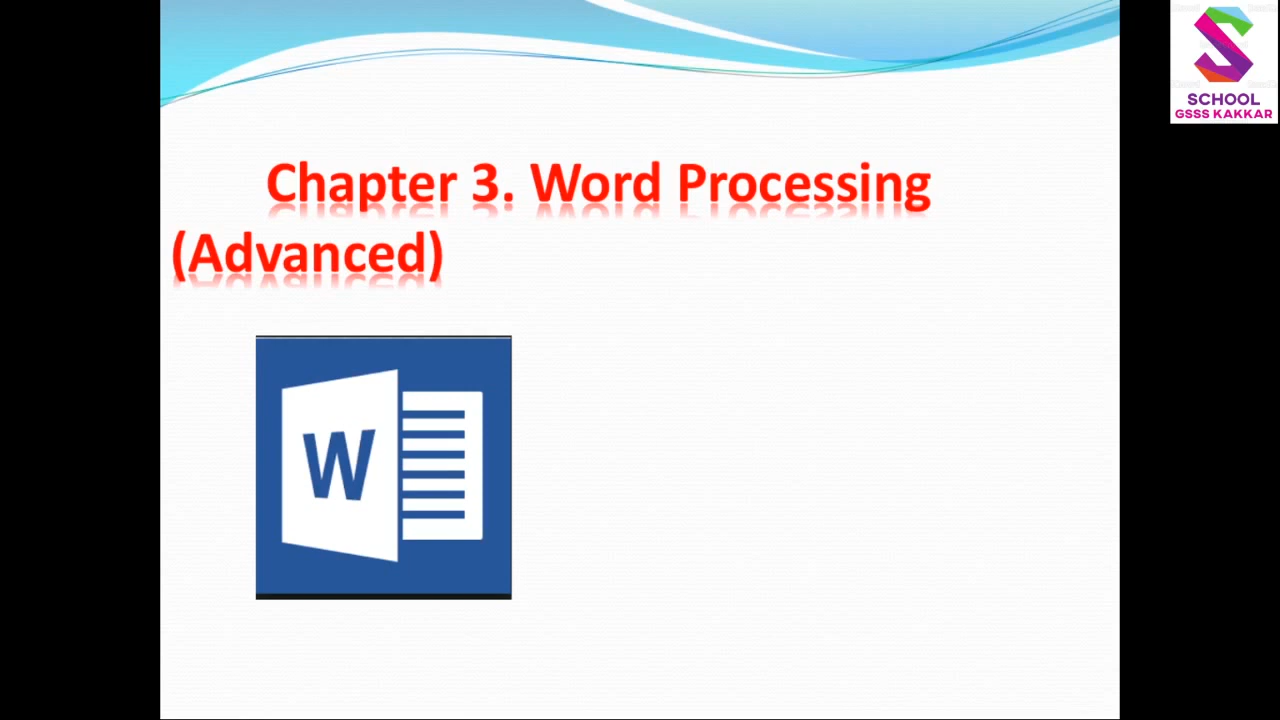 SCHOOL
GSSS KAKKAR
Chapter 3. Word Processing
(Advanced)
W